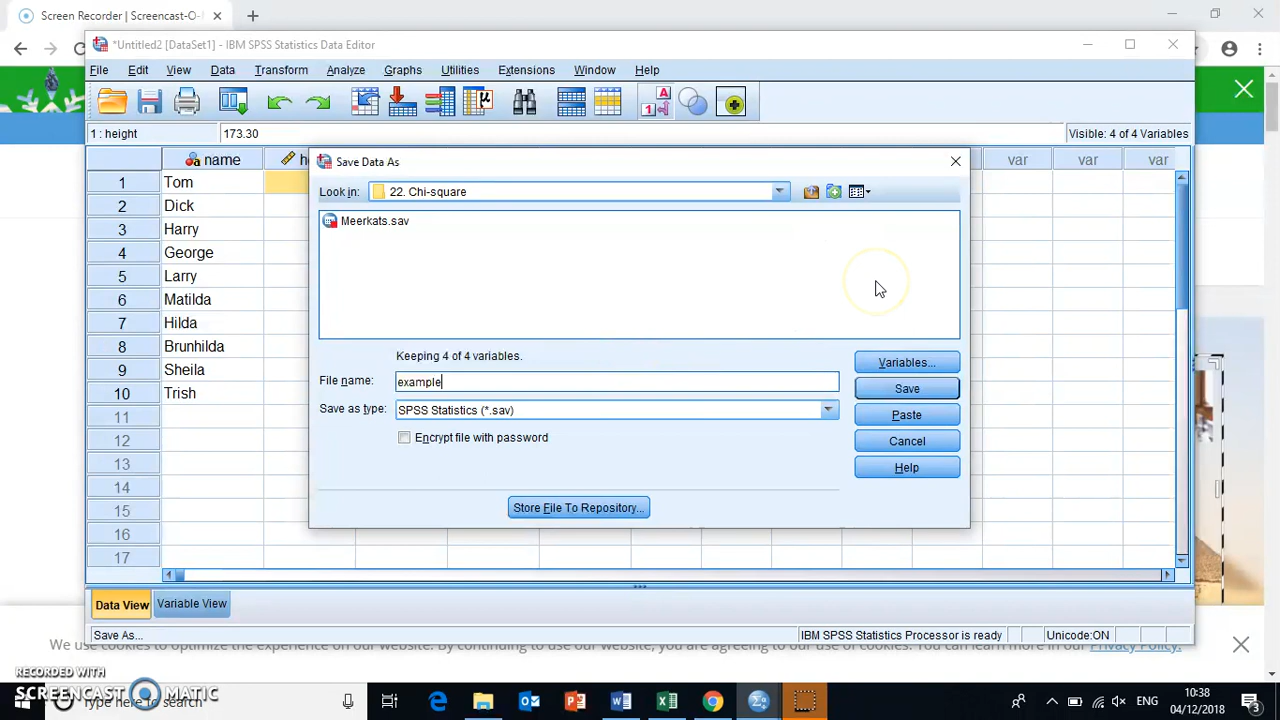 Screen Recorder | Screencast-O-
*Untitled2 [DataSet1] - IBM SPSS Statistics Data Editor
File Edit View Data Transform Analyze Graphs Utilities Extensions Window Help
1 : height 173.30 Visible: 4 of 4 Variables
name var var var
Save Data As
1 Tom
Look in: 22. Chi-square
2 Dick
Meerkats.sav
3 Harry
4 George
5 Larry
6 Matilda
7 Hilda
8 Brunhilda
Keeping 4 of 4 variables. Variables...
9 Sheila
File name: example Save
10 Trish
Save as type: SPSS Statistics (*.sav) Paste
11
Encrypt file with password Cancel
12
Help
13
14
Store File To Repository...
15
16
17
Data View Variable View
Save As... IBM SPSS Statistics Processor is ready Unicode:ON
We use cookies to optimize the experience on our website. By continuing to use our website, you are agreeing to our use of cookies. You can learn more in our Privacy Policy.
RECORDED WITH
SCREENCAST MATIC
Type here to search
ENG 10:38
04/12/2018
3